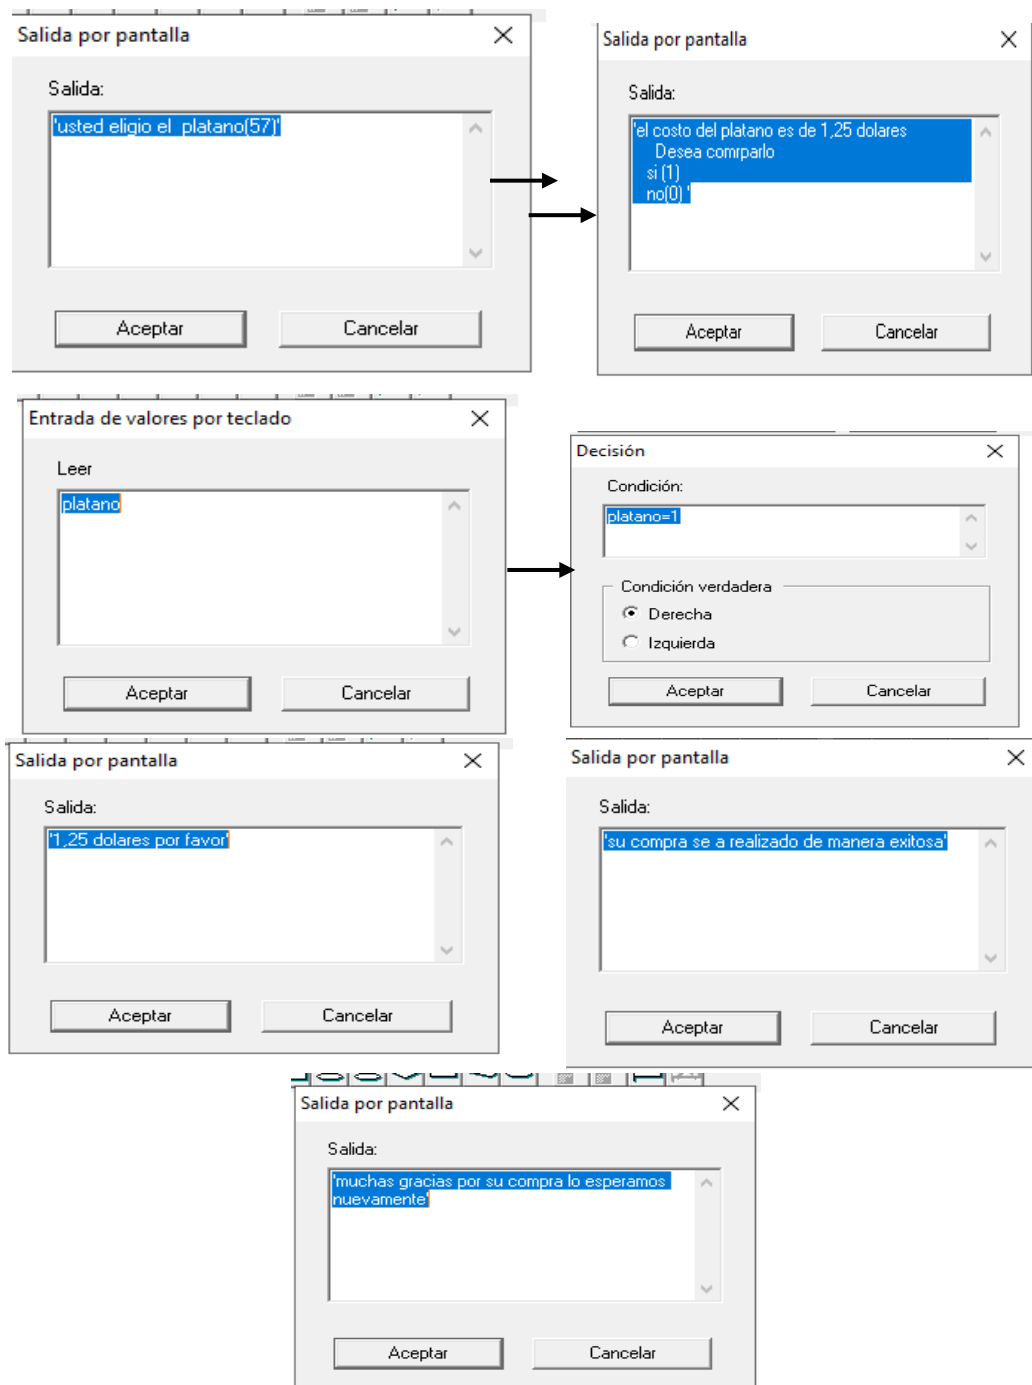 Salida por pantalla
Salida:
'usted eligio el  platano(57)'
Aceptar
Cancelar
Salida por pantalla
Salida:
'el costo del platano es de 1,25 dolares
Desea comrparlo
si (1)
no(0) '
Aceptar
Cancelar
Entrada de valores por teclado
Leer
platano
Aceptar
Cancelar
Decisión
Condición:
platano=1
Condición verdadera
Derecha
Izquierda
Aceptar
Cancelar
Salida por pantalla
Salida:
'1,25 dolares por favor'
Aceptar
Cancelar
Salida por pantalla
Salida:
'su compra se a realizado de manera exitosa'
Aceptar
Cancelar
Salida por pantalla
Salida:
'muchas gracias por su compra lo esperamos
nuevamente'
Aceptar
Cancelar